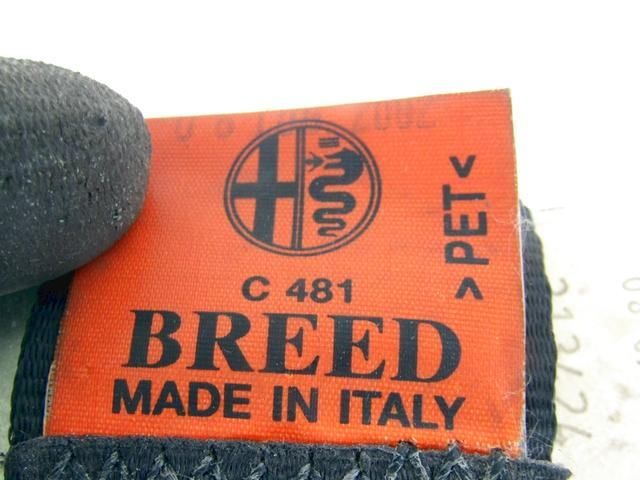 C 481
BREED
MADE IN ITALY
>PET<